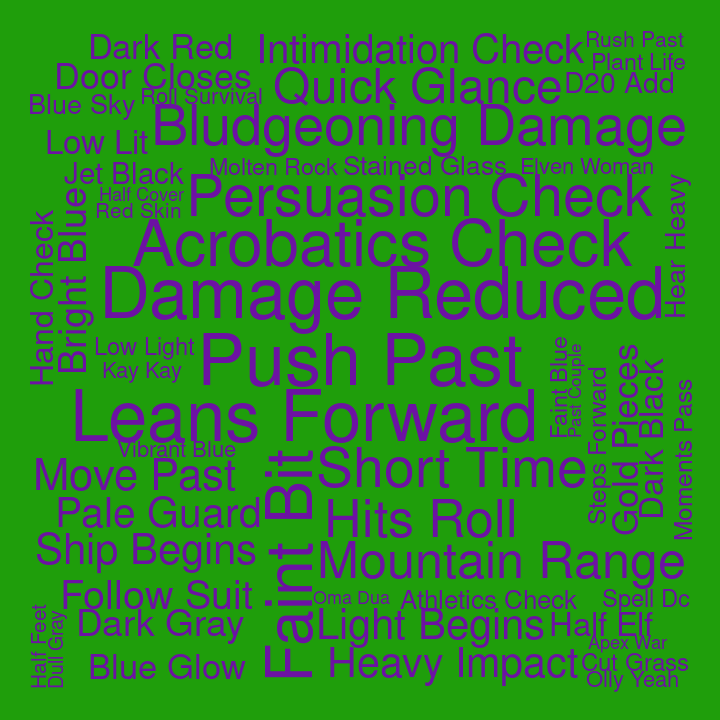 Dark Red
Intimidation Check
Rush Past
Plant Life
Door Closes
Quick Glance
D20 Add
Blue Sky
Roll Survival
Bludgeoning Damage
Low Lit
Molten Rock
Stained Glass
Elven Woman
Jet Black
Half Cover
Red Skin
Persuasion Check
Hear Heavy
Hand Check
Bright Blue
Acrobatics Check
Damage Reduced
Low Light
Kay Kay
Push Past
Faint Blue
Past Couple
Steps Forward
Gold Pieces
Dark Black
Moments Pass
Leans Forward
Vibrant Blue
Move Past
Faint Bit
Short Time
Pale Guard
Hits Roll
Ship Begins
Mountain Range
Follow Suit
Oma Dua
Athletics Check
Spell Dc
Half Feet
Dull Gray
Dark Gray
Light Begins
Half Elf
Apex War
Blue Glow
Heavy Impact
Cut Grass
Olly Yeah